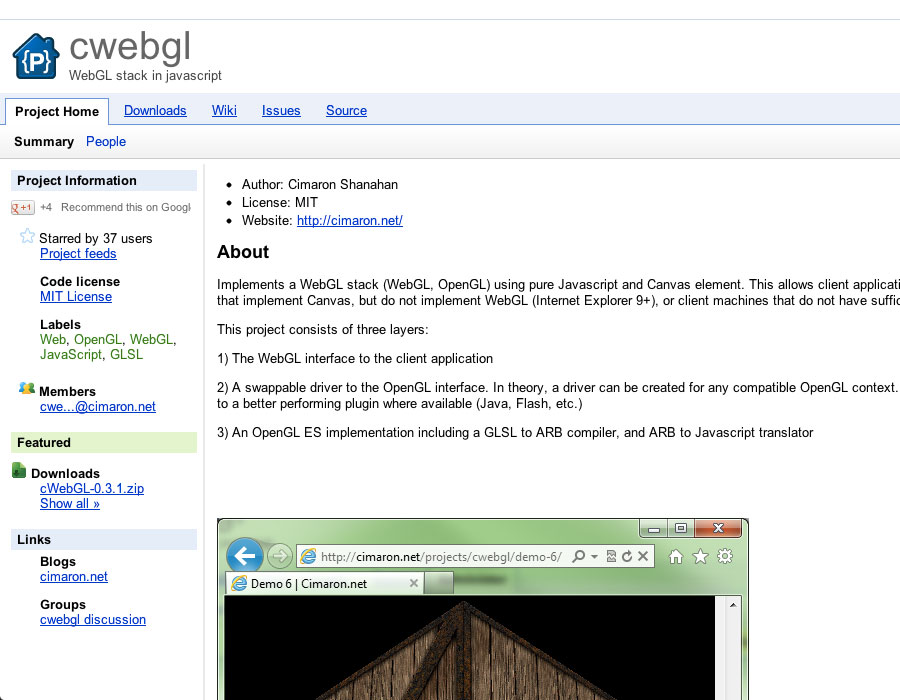 cwebgl
WebGL stack in javascript
Project Home Downloads Wiki Issues Source
Summary People
Project Information
+1 +4 Recommend this on Googl
Starred by 37 users
Project feeds
Code license
MIT License
Labels
Web, OpenGL, WebGL,
JavaScript, GLSL
Members
cwe...@cimaron.net
Featured
Downloads
cWebGL-0.3.1.zip
Show all »
Links
Blogs
cimaron.net
Groups
cwebgl discussion
• Author: Cimaron Shanahan
• License: MIT
• Website: http://cimaron.net/
About
Implements a WebGL stack (WebGL, OpenGL) using pure Javascript and Canvas element. This allows client applicati
that implement Canvas, but do not implement WebGL (Internet Explorer 9+), or client machines that do not have suffic
This project consists of three layers:
1) The WebGL interface to the client application
2) A swappable driver to the OpenGL interface. In theory, a driver can be created for any compatible OpenGL context.
to a better performing plugin where available (Java, Flash, etc.)
3) An OpenGL ES implementation including a GLSL to ARB compiler, and ARB to Javascript translator
http://cimaron.net/projects/cwebgl/demo-6/
Demo 6 | Cimaron.net